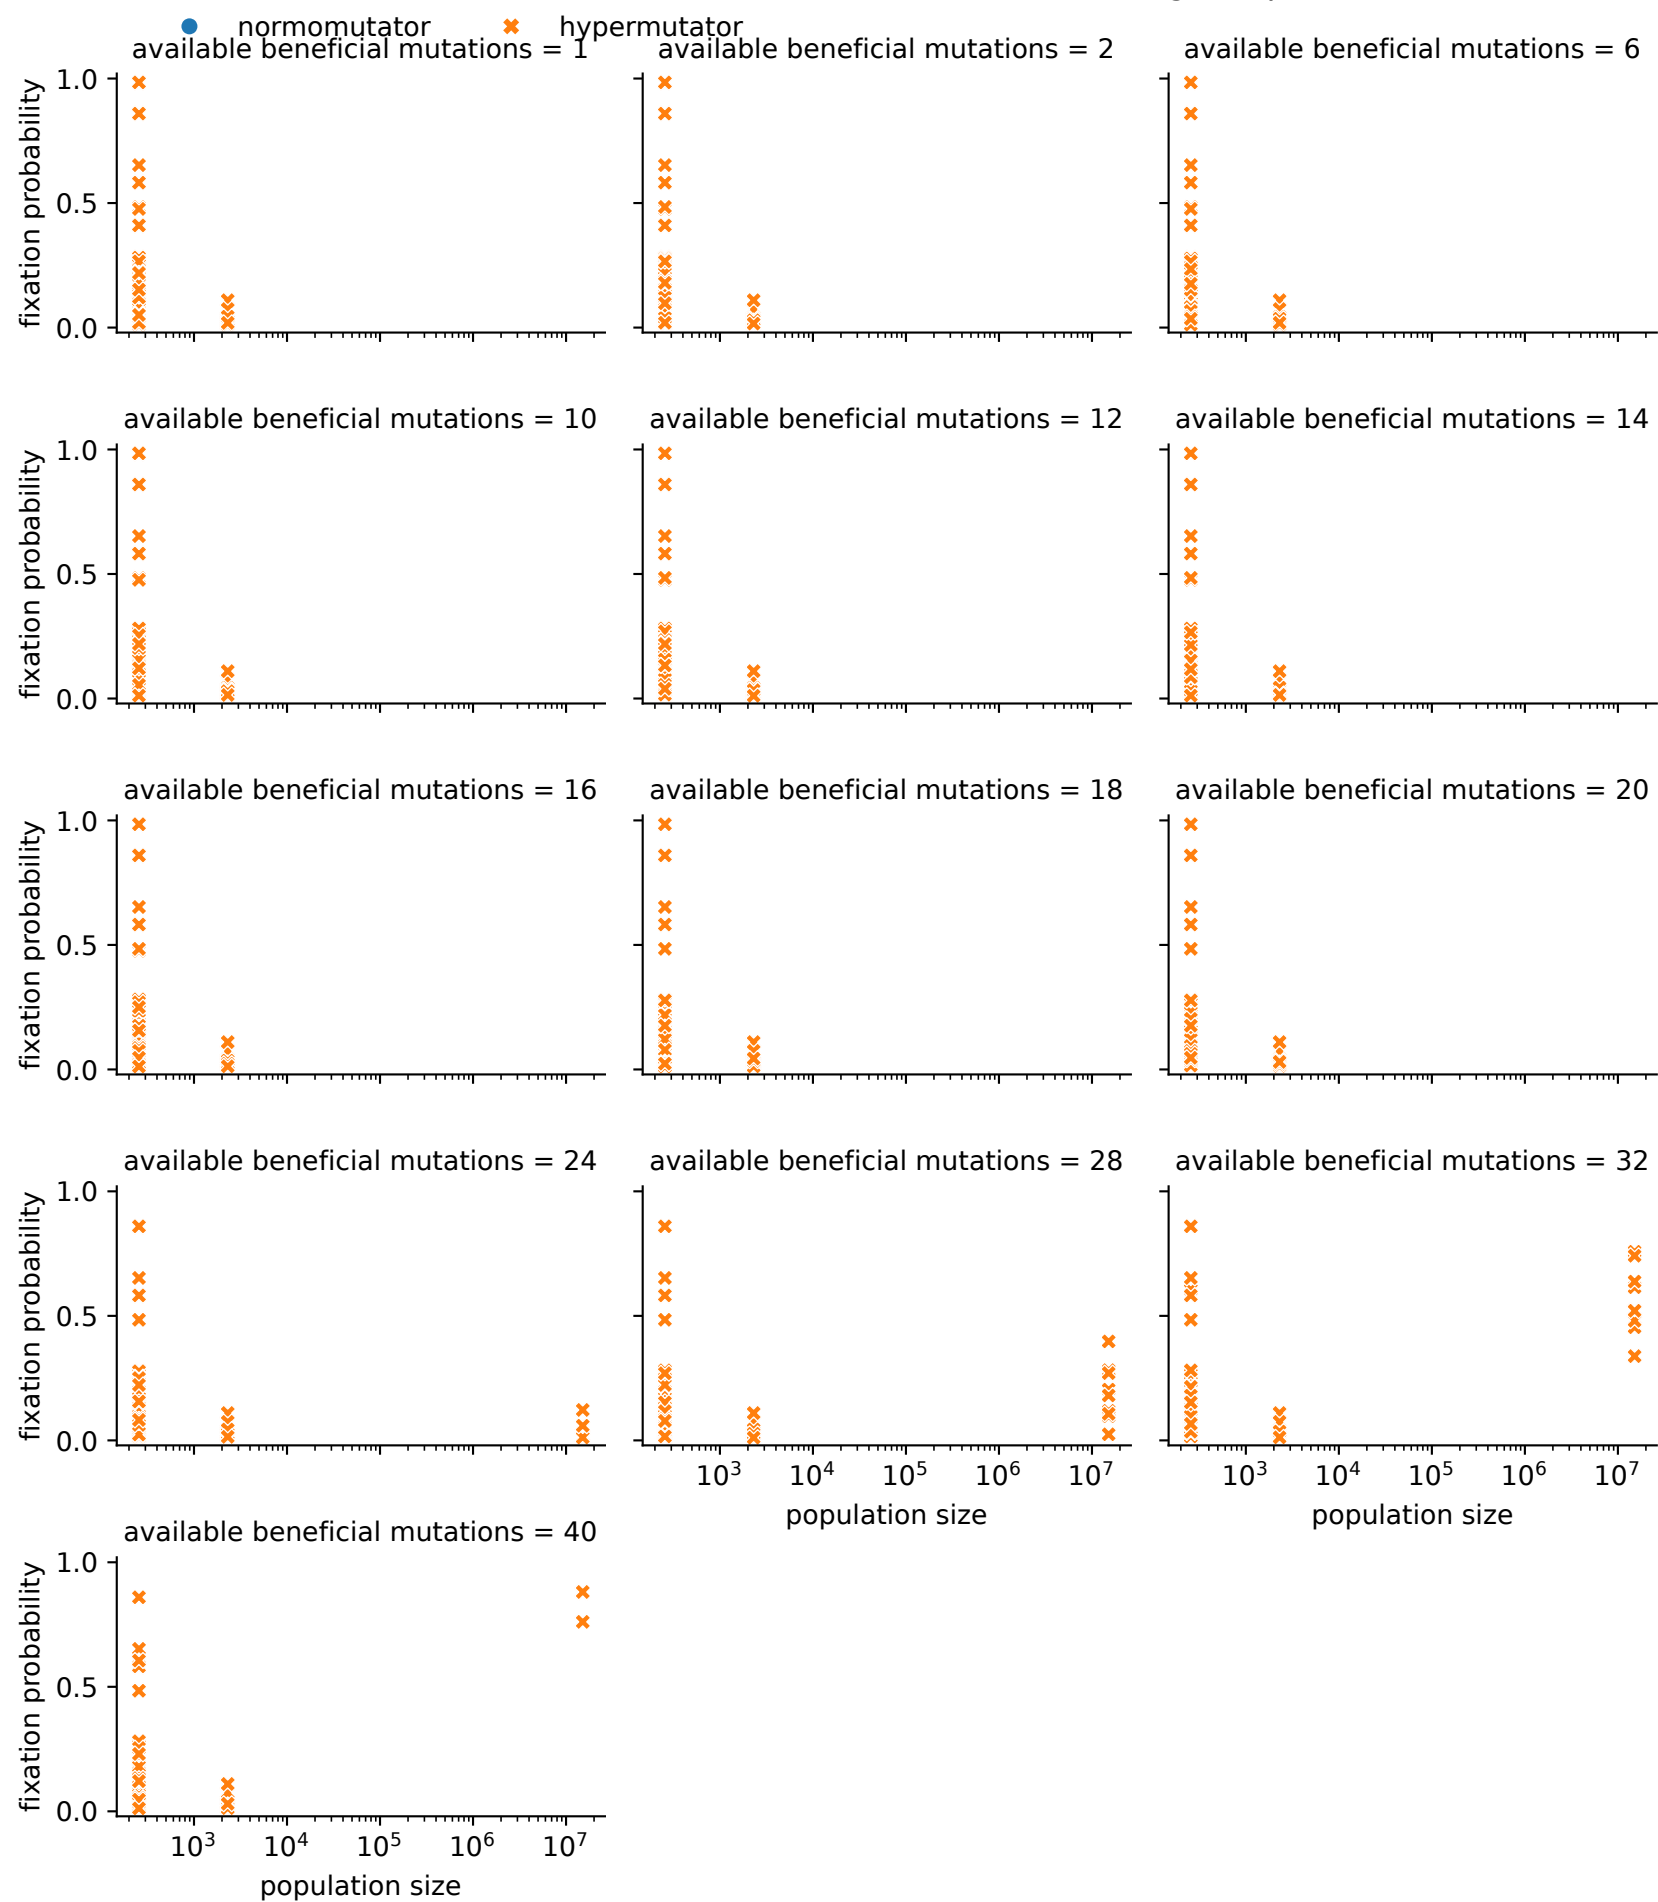 normomutator hypermutator
available beneficial mutations = 1 available beneficial mutations = 2 available beneficial mutations = 6
fixation probability
1.0
0.5
0.0
available beneficial mutations = 10 available beneficial mutations = 12 available beneficial mutations = 14
fixation probability
1.0
0.5
0.0
available beneficial mutations = 16 available beneficial mutations = 18 available beneficial mutations = 20
fixation probability
1.0
0.5
0.0
available beneficial mutations = 24 available beneficial mutations = 28 available beneficial mutations = 32
fixation probability
1.0
0.5
0.0
10³ 10⁴ 10⁵ 10⁶ 10⁷ 10³ 10⁴ 10⁵ 10⁶ 10⁷
population size population size
available beneficial mutations = 40
fixation probability
1.0
0.5
0.0
10³ 10⁴ 10⁵ 10⁶ 10⁷
population size